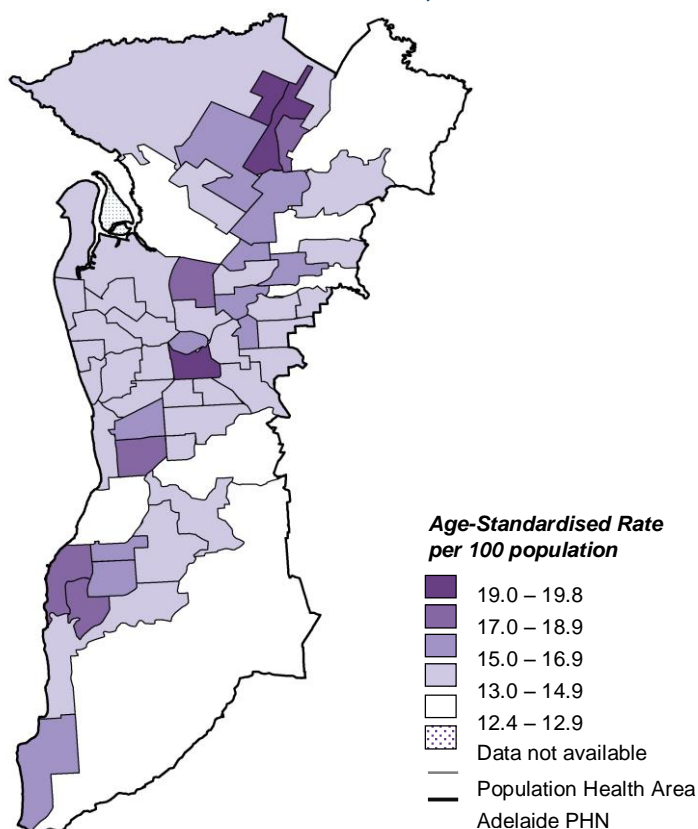 Age-Standardised Rate
per 100 population
19.0 – 19.8
17.0 – 18.9
15.0 – 16.9
13.0 – 14.9
12.4 – 12.9
Data not available
Population Health Area
Adelaide PHN